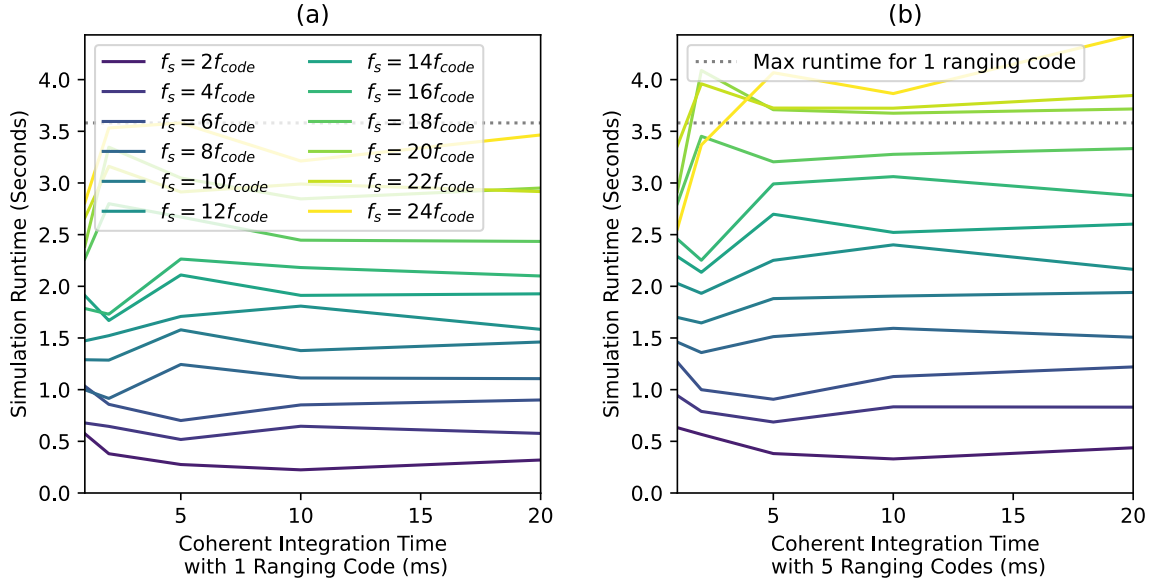 (a)
(b)
Simulation Runtime (Seconds)
4.0
3.5
3.0
2.5
2.0
1.5
1.0
0.5
0.0
f_s = 2f_code
f_s = 4f_code
f_s = 6f_code
f_s = 8f_code
f_s = 10f_code
f_s = 12f_code
f_s = 14f_code
f_s = 16f_code
f_s = 18f_code
f_s = 20f_code
f_s = 22f_code
f_s = 24f_code
5
10
15
20
Coherent Integration Time
with 1 Ranging Code (ms)
Simulation Runtime (Seconds)
4.0
3.5
3.0
2.5
2.0
1.5
1.0
0.5
0.0
Max runtime for 1 ranging code
5
10
15
20
Coherent Integration Time
with 5 Ranging Codes (ms)